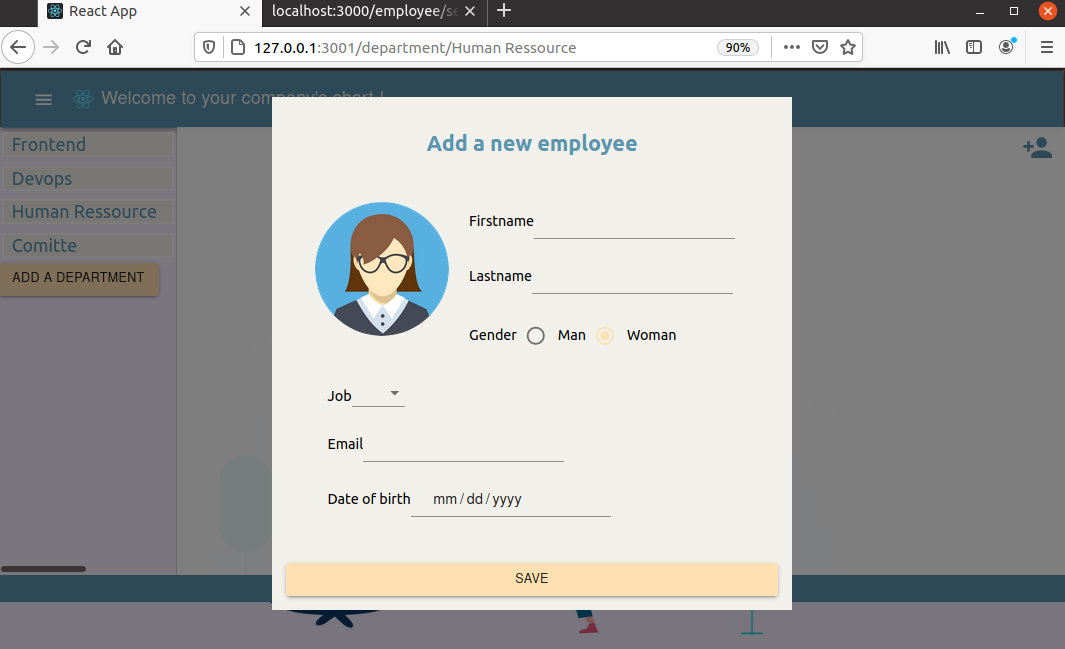 React App
localhost:3000/employee/se
127.0.0.1:3001/department/Human Ressource
90%
Welcome to your company's chart !
Add a new employee
Frontend
Devops
Human Ressource
Comitte
ADD A DEPARTMENT
Firstname
Lastname
Gender Man Woman
Job
Email
Date of birth mm / dd / yyyy
SAVE